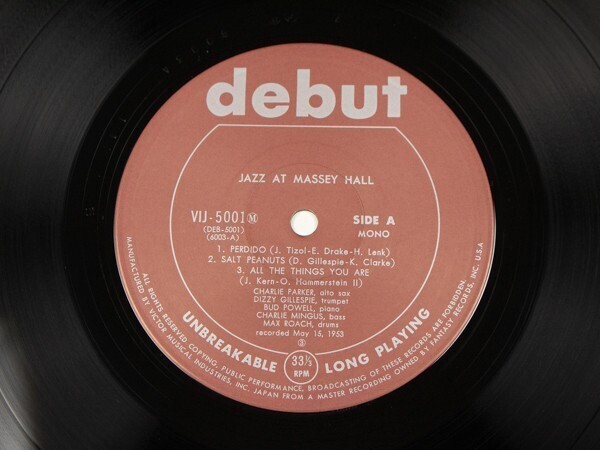 debut
JAZZ AT MASSEY HALL
VIJ-5001 Ⓜ
(DEB-5001)
(6003-A)
SIDE A
MONO
1. PERDIDO (J. Tizol-E. Drake-H. Lenk)
2. SALT PEANUTS (D. Gillespie-K. Clarke)
3. ALL THE THINGS YOU ARE
(J. Kern-O. Hammerstein II)
CHARLIE PARKER, alto sax
DIZZY GILLESPIE, trumpet
BUD POWELL, piano
CHARLIE MINGUS, bass
MAX ROACH, drums
recorded May 15, 1953
UNBREAKABLE
33⅓
RPM
LONG PLAYING
ALL RIGHTS RESERVED COPYING, PUBLIC PERFORMANCE, BROADCASTING OF THESE RECORDS ARE FORBIDDEN.
MANUFACTURED BY VICTOR MUSICAL INDUSTRIES, INC. JAPAN FROM A MASTER RECORDING OWNED BY FANTASY RECORDS, INC. U.S.A.